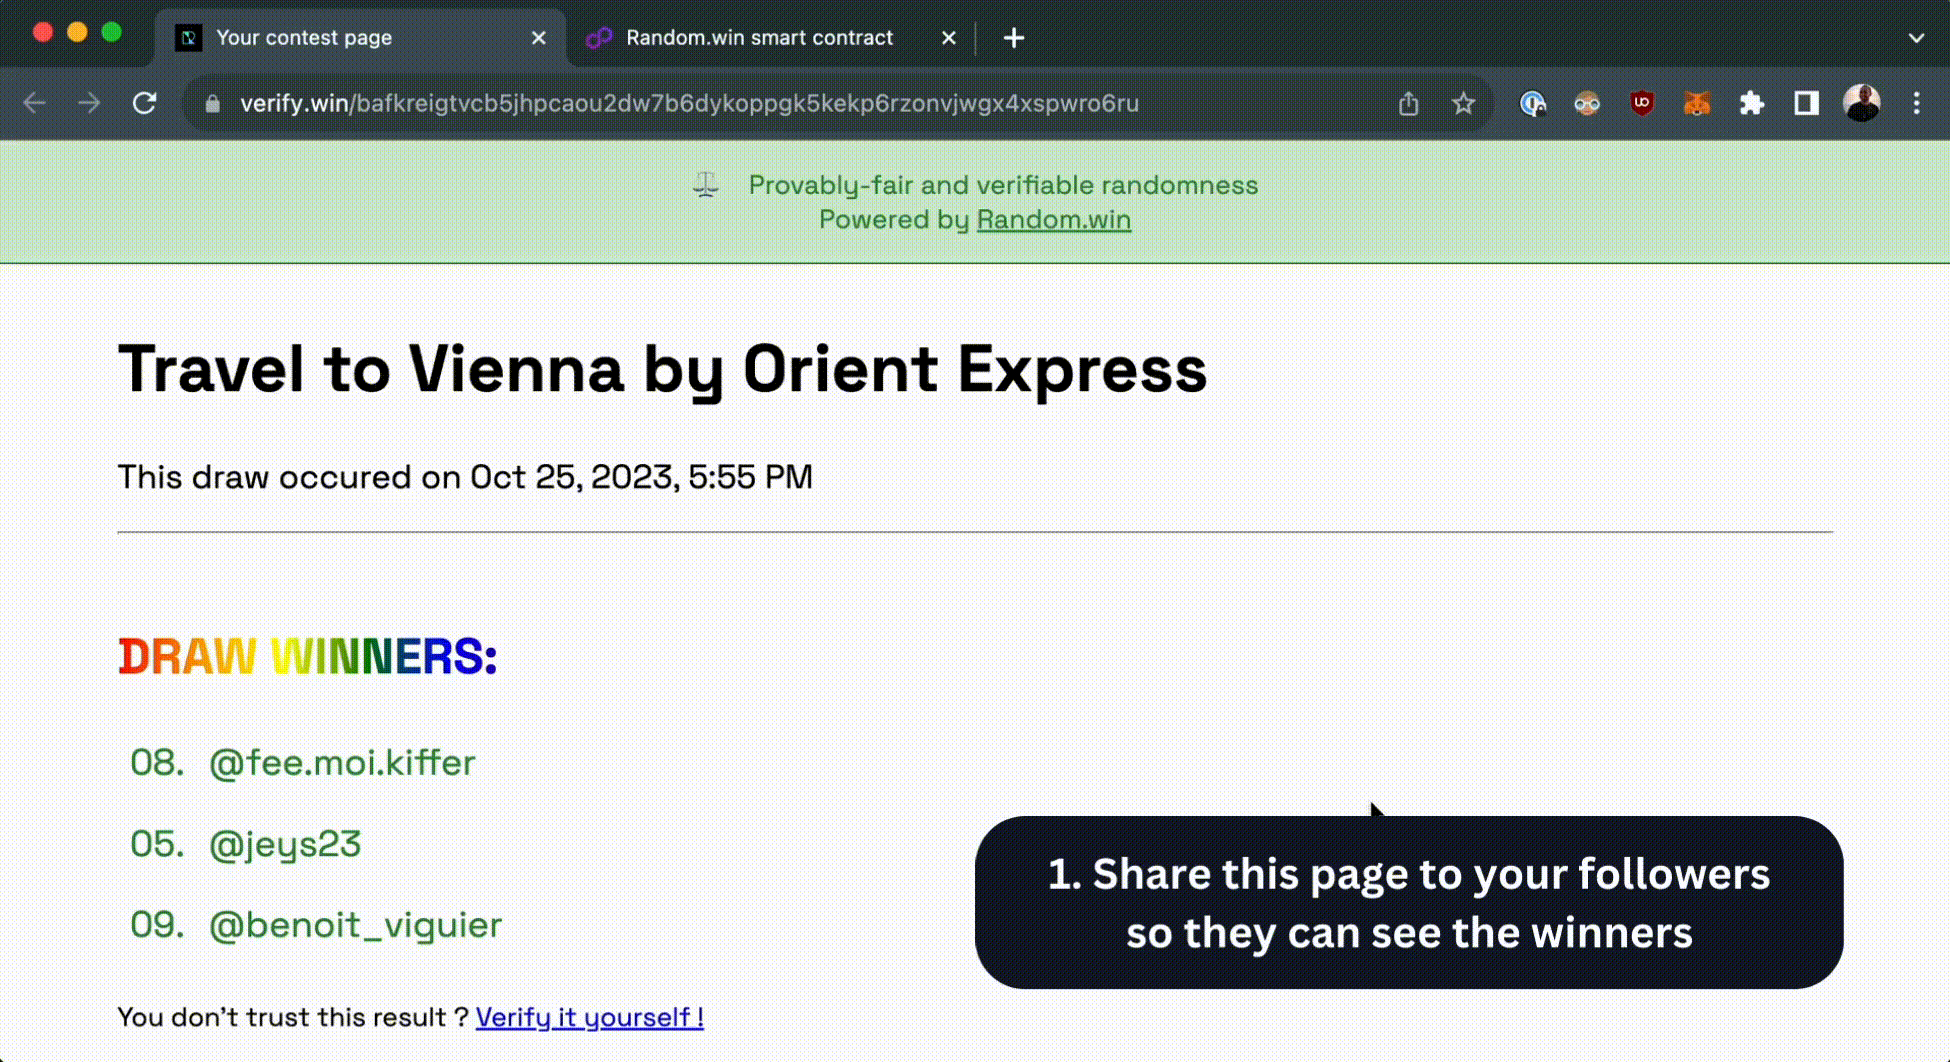 Your contest page
Random.win smart contract
verify.win/bafkreigtvcb5jhpcaou2dw7b6dykoppgk5kekp6rzonvjwgx4xspwro6ru
Provably-fair and verifiable randomness
Powered by Random.win
Travel to Vienna by Orient Express
This draw occured on Oct 25, 2023, 5:55 PM
DRAW WINNERS:
08. @fee.moi.kiffer
05. @jeys23
09. @benoit_viguier
1. Share this page to your followers
so they can see the winners
You don't trust this result ? Verify it yourself !